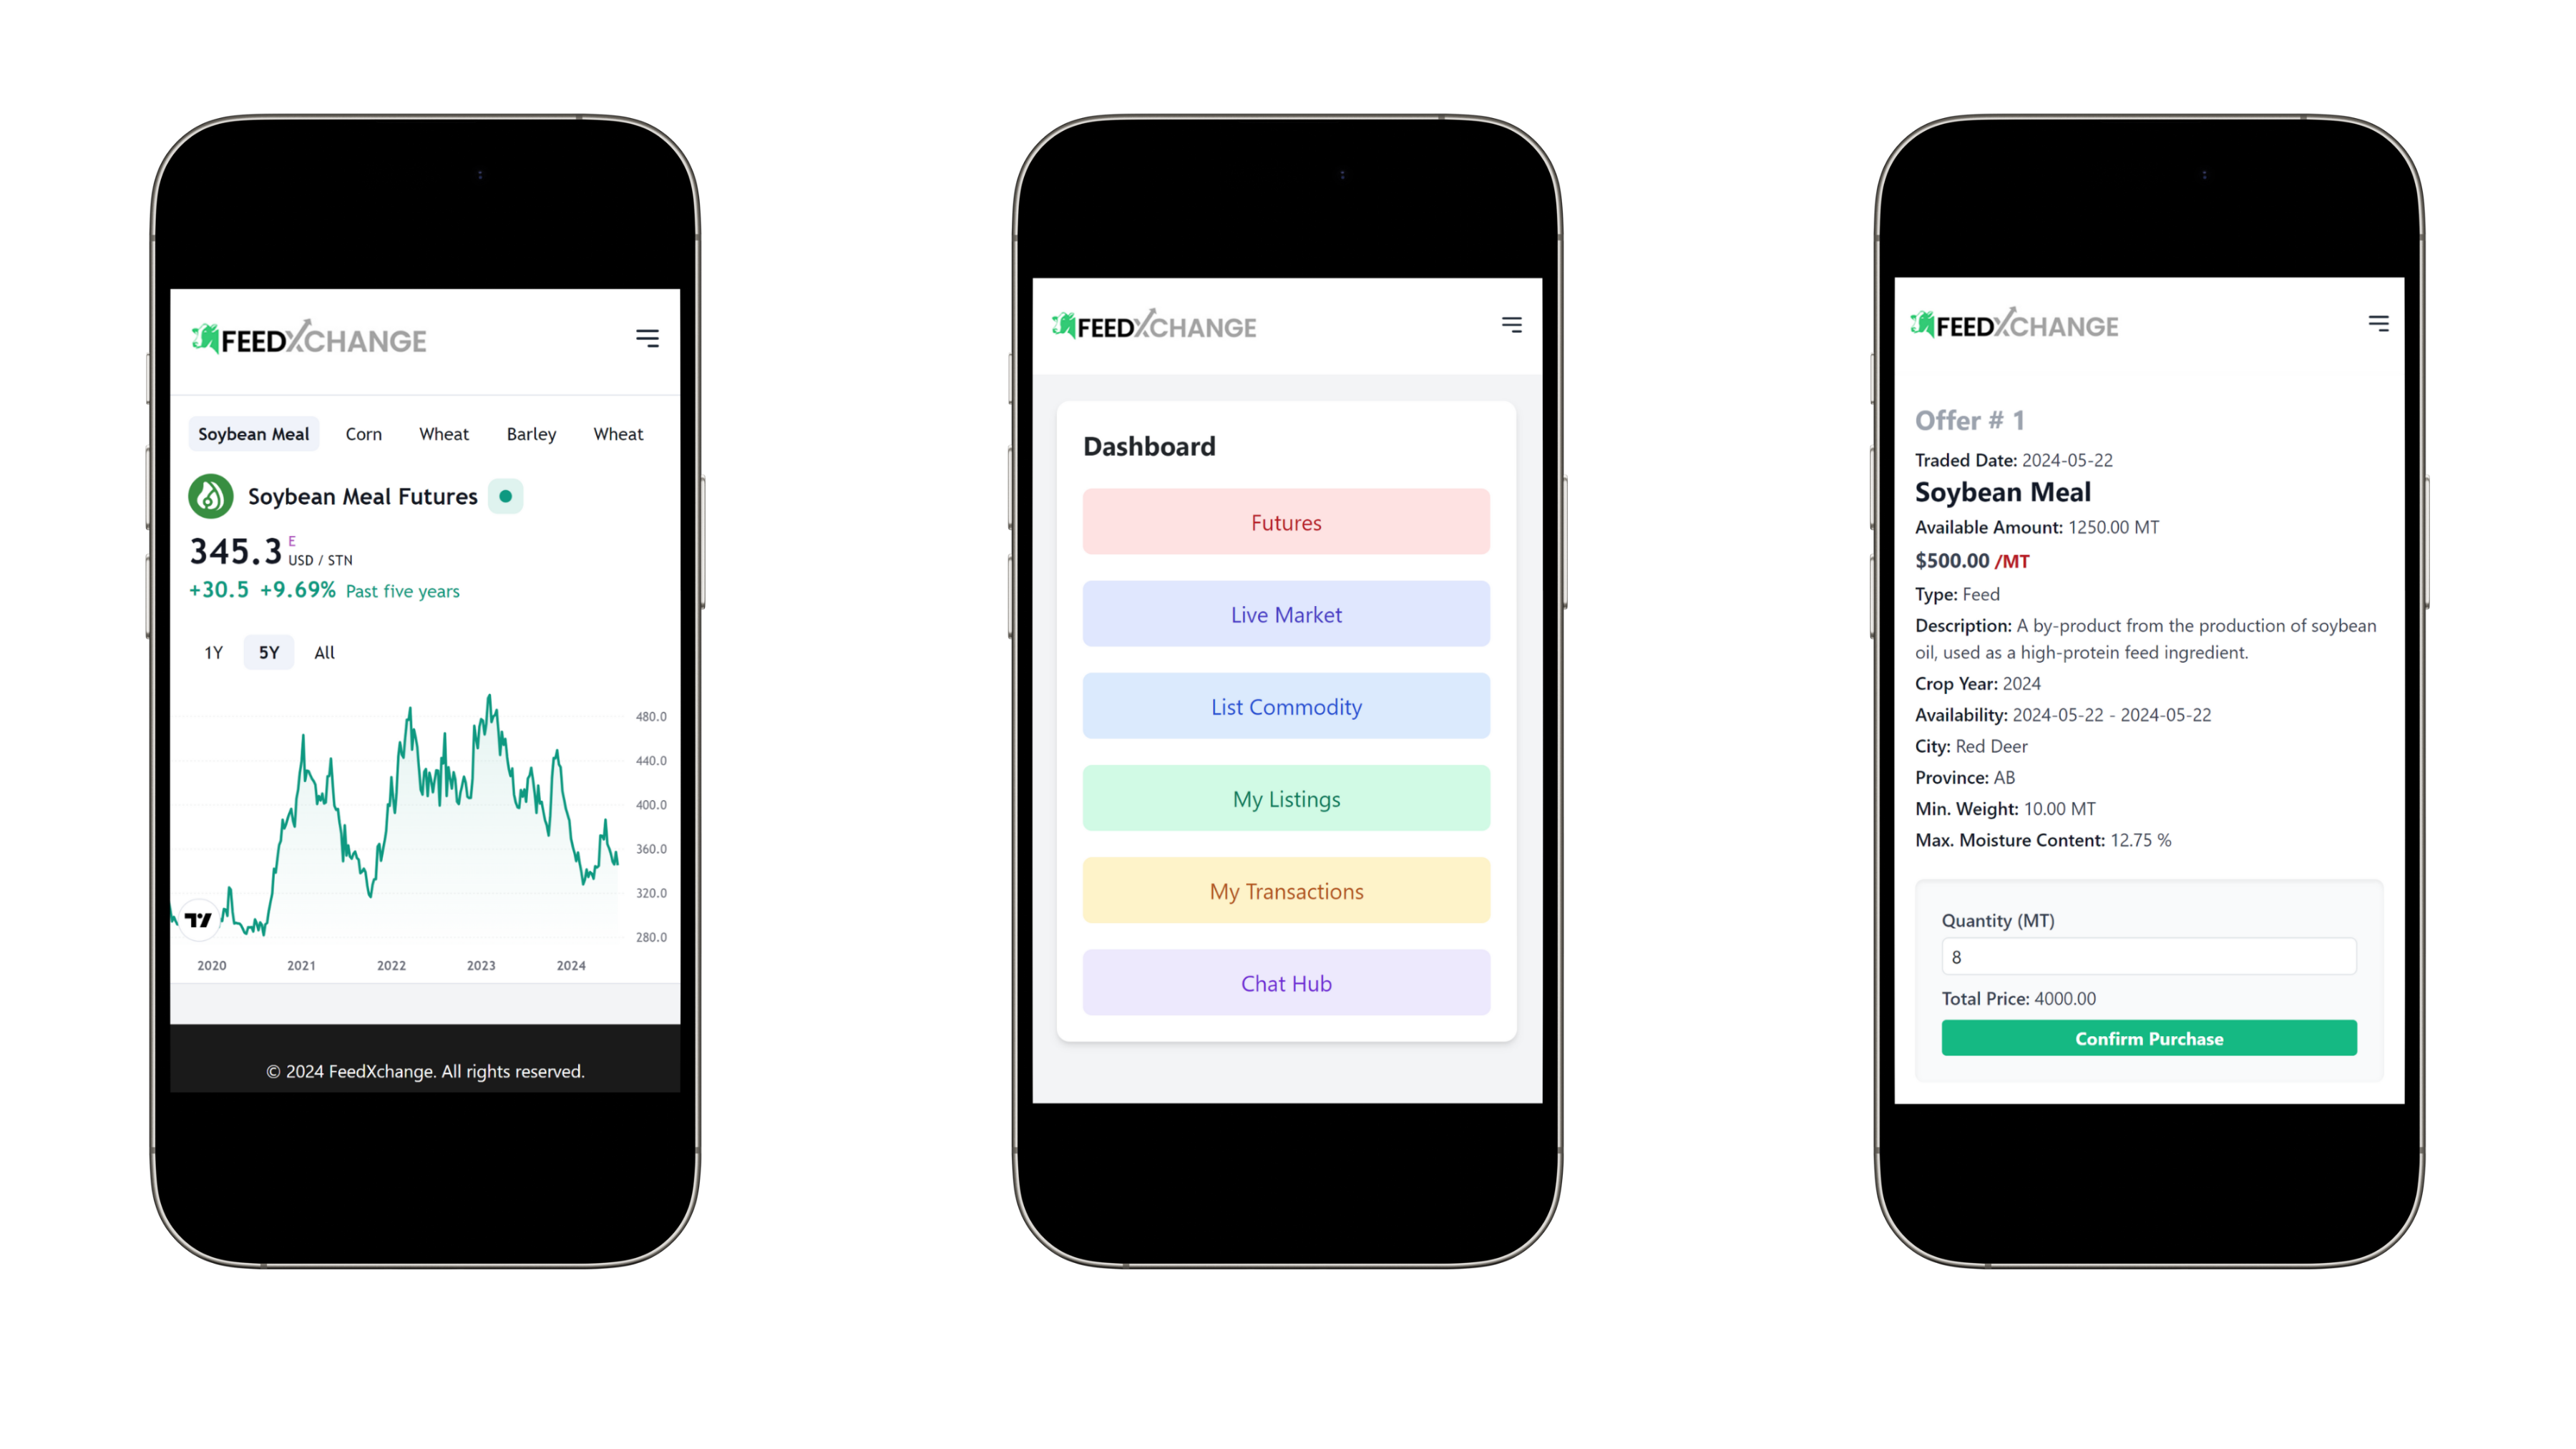 FEEDXCHANGE
Soybean Meal Corn Wheat Barley Wheat
Soybean Meal Futures
345.3 E USD / STN
+30.5 +9.69% Past five years
1Y 5Y All
480.0
440.0
400.0
360.0
320.0
280.0
2020 2021 2022 2023 2024
© 2024 FeedXchange. All rights reserved.
FEEDXCHANGE
Dashboard
Futures
Live Market
List Commodity
My Listings
My Transactions
Chat Hub
FEEDXCHANGE
Offer # 1
Traded Date: 2024-05-22
Soybean Meal
Available Amount: 1250.00 MT
$500.00 /MT
Type: Feed
Description: A by-product from the production of soybean
oil, used as a high-protein feed ingredient.
Crop Year: 2024
Availability: 2024-05-22 - 2024-05-22
City: Red Deer
Province: AB
Min. Weight: 10.00 MT
Max. Moisture Content: 12.75 %
Quantity (MT)
8
Total Price: 4000.00
Confirm Purchase